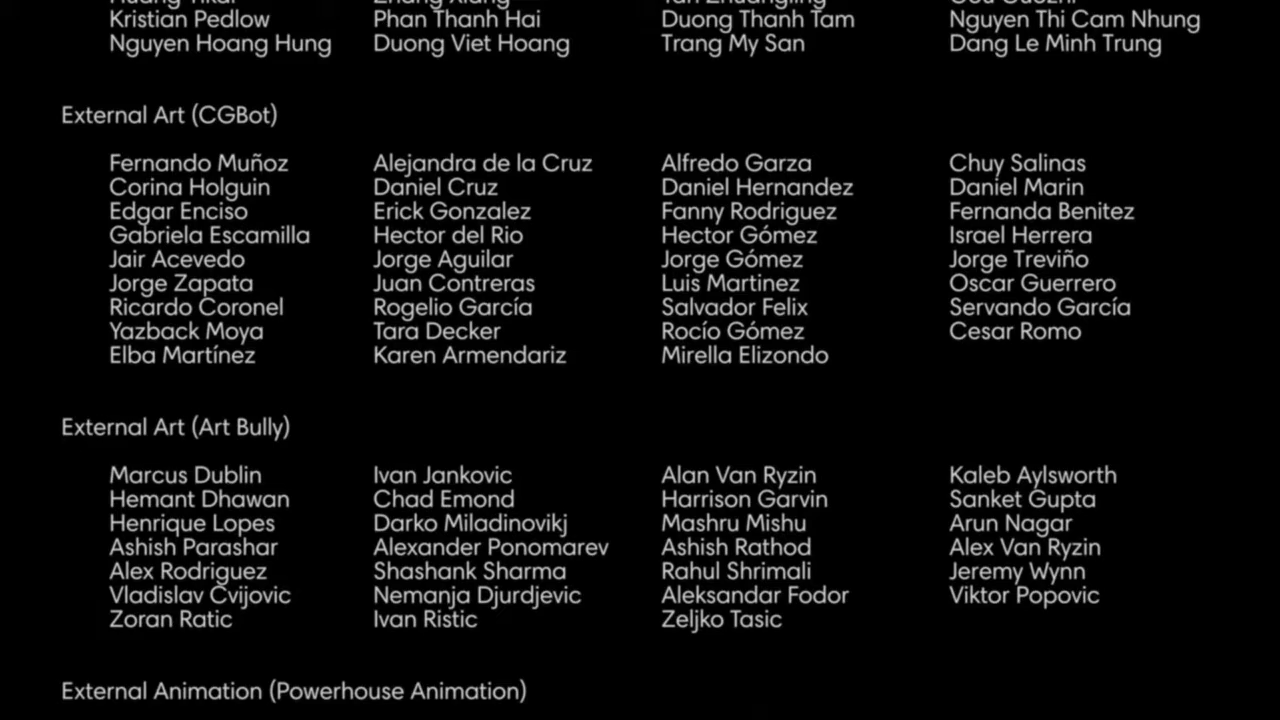 Kristian Pedlow Phan Thanh Hai Duong Thanh Tam Nguyen Thi Cam Nhung
Nguyen Hoang Hung Duong Viet Hoang Trang My San Dang Le Minh Trung
External Art (CGBot)
Fernando Muñoz Alejandra de la Cruz Alfredo Garza Chuy Salinas
Corina Holguin Daniel Cruz Daniel Hernandez Daniel Marin
Edgar Enciso Erick Gonzalez Fanny Rodriguez Fernanda Benitez
Gabriela Escamilla Hector del Rio Hector Gómez Israel Herrera
Jair Acevedo Jorge Aguilar Jorge Gómez Jorge Treviño
Jorge Zapata Juan Contreras Luis Martinez Oscar Guerrero
Ricardo Coronel Rogelio García Salvador Felix Servando García
Yazback Moya Tara Decker Rocío Gómez Cesar Romo
Elba Martínez Karen Armendariz Mirella Elizondo
External Art (Art Bully)
Marcus Dublin Ivan Jankovic Alan Van Ryzin Kaleb Aylsworth
Hemant Dhawan Chad Emond Harrison Garvin Sanket Gupta
Henrique Lopes Darko Miladinovikj Mashru Mishu Arun Nagar
Ashish Parashar Alexander Ponomarev Ashish Rathod Alex Van Ryzin
Alex Rodriguez Shashank Sharma Rahul Shrimali Jeremy Wynn
Vladislav Cvijovic Nemanja Djurdjevic Aleksandar Fodor Viktor Popovic
Zoran Ratic Ivan Ristic Zeljko Tasic
External Animation (Powerhouse Animation)